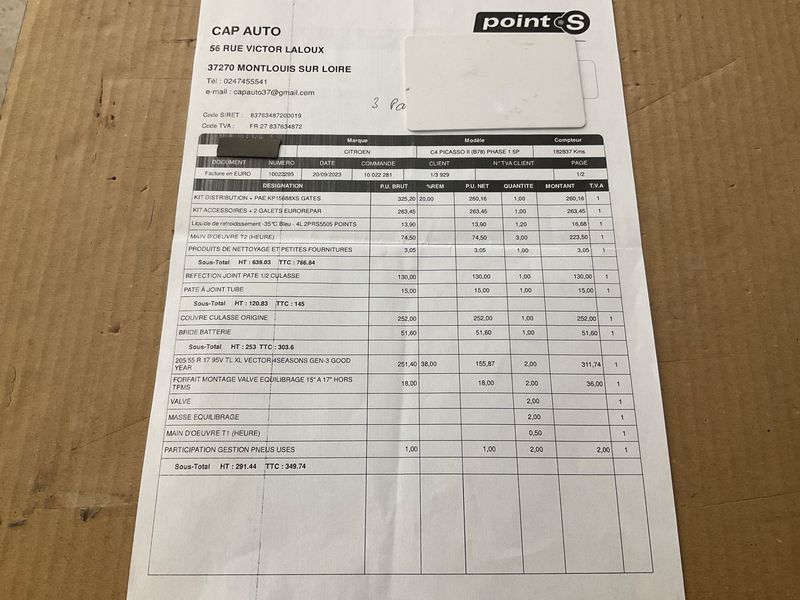 point S
CAP AUTO
56 RUE VICTOR LALOUX
37270 MONTLOUIS SUR LOIRE
Tél : 0247455541
e-mail : capauto37@gmail.com
3 Pa
Code SIRET : 83763487200019
Code TVA : FR 27 837634872
Marque Modèle Compteur
CITROEN C4 PICASSO II (B78) PHASE 1 5P 182837 Kms
DOCUMENT NUMERO DATE COMMANDE CLIENT N° TVA CLIENT PAGE
Facture en EURO 10023295 20/09/2023 10 022 281 1/3 929 1/2
DESIGNATION P.U. BRUT %REM P.U. NET QUANTITE MONTANT T.V.A
KIT DISTRIBUTION + PAE KP15688XS GATES 325,20 20,00 260,16 1,00 260,16 1
KIT ACCESSOIRES + 2 GALETS EUROREPAR 263,45 263,45 1,00 263,45 1
Liquide de refroidissement -35°C Bleu - 4L 2PRS5505 POINTS 13,90 13,90 1,20 16,68 1
MAIN D'OEUVRE T2 (HEURE) 74,50 74,50 3,00 223,50 1
PRODUITS DE NETTOYAGE ET PETITES FOURNITURES 3,05 3,05 1,00 3,05 1
Sous-Total HT : 639.03 TTC : 766.84
REFECTION JOINT PATE 1/2 CULASSE 130,00 130,00 1,00 130,00 1
PATE À JOINT TUBE 15,00 15,00 1,00 15,00 1
Sous-Total HT : 120.83 TTC : 145
COUVRE CULASSE ORIGINE 252,00 252,00 1,00 252,00 1
BRIDE BATTERIE 51,60 51,60 1,00 51,60 1
Sous-Total HT : 253 TTC : 303.6
205/55 R 17 95V TL XL VECTOR 4SEASONS GEN-3 GOOD YEAR 251,40 38,00 155,87 2,00 311,74 1
FORFAIT MONTAGE VALVE EQUILIBRAGE 15" A 17" HORS TPMS 18,00 18,00 2,00 36,00 1
VALVE 2,00 1
MASSE EQUILIBRAGE 2,00 1
MAIN D'OEUVRE T1 (HEURE) 0,50 1
PARTICIPATION GESTION PNEUS USES 1,00 1,00 2,00 2,00 1
Sous-Total HT : 291.44 TTC : 349.74